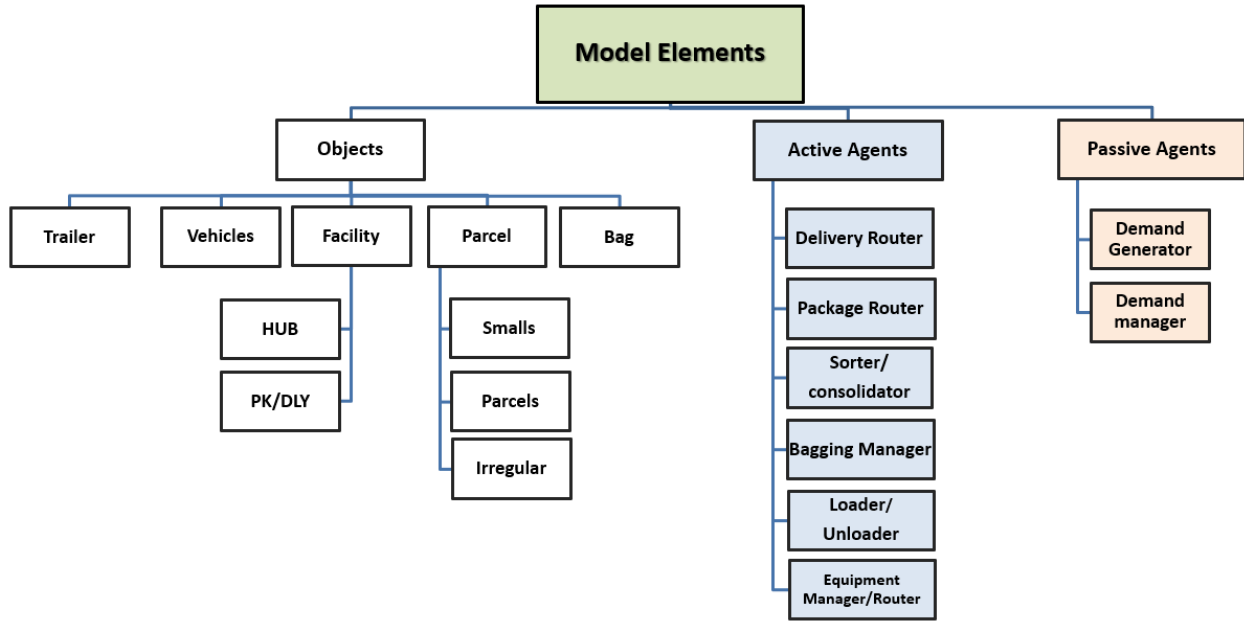 Model Elements
Objects
Active Agents
Passive Agents
Trailer
Vehicles
Facility
Parcel
Bag
HUB
PK/DLY
Smalls
Parcels
Irregular
Delivery Router
Package Router
Sorter/
consolidator
Bagging Manager
Loader/
Unloader
Equipment
Manager/Router
Demand
Generator
Demand
manager